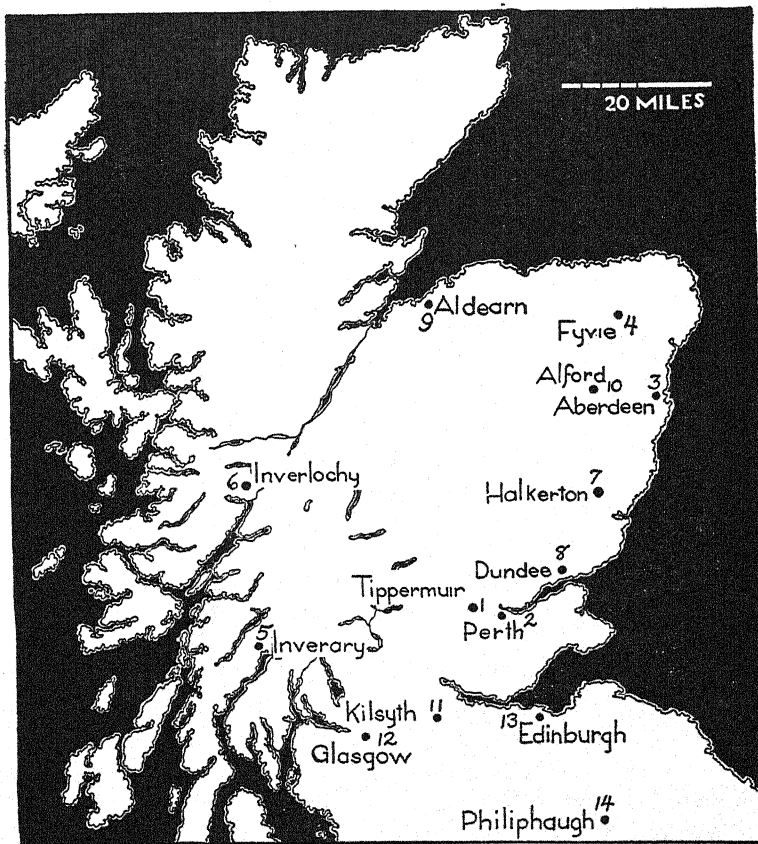 20 MILES
Aldearn
9
Fyvie 4
Alford 10
3
Aberdeen
6 Inverlochy
7
Halkerton
8
Dundee
Tippermuir
1
Perth 2
5
Inverary
Kilsyth 11
12
Glasgow
13 Edinburgh
Philiphaugh 14